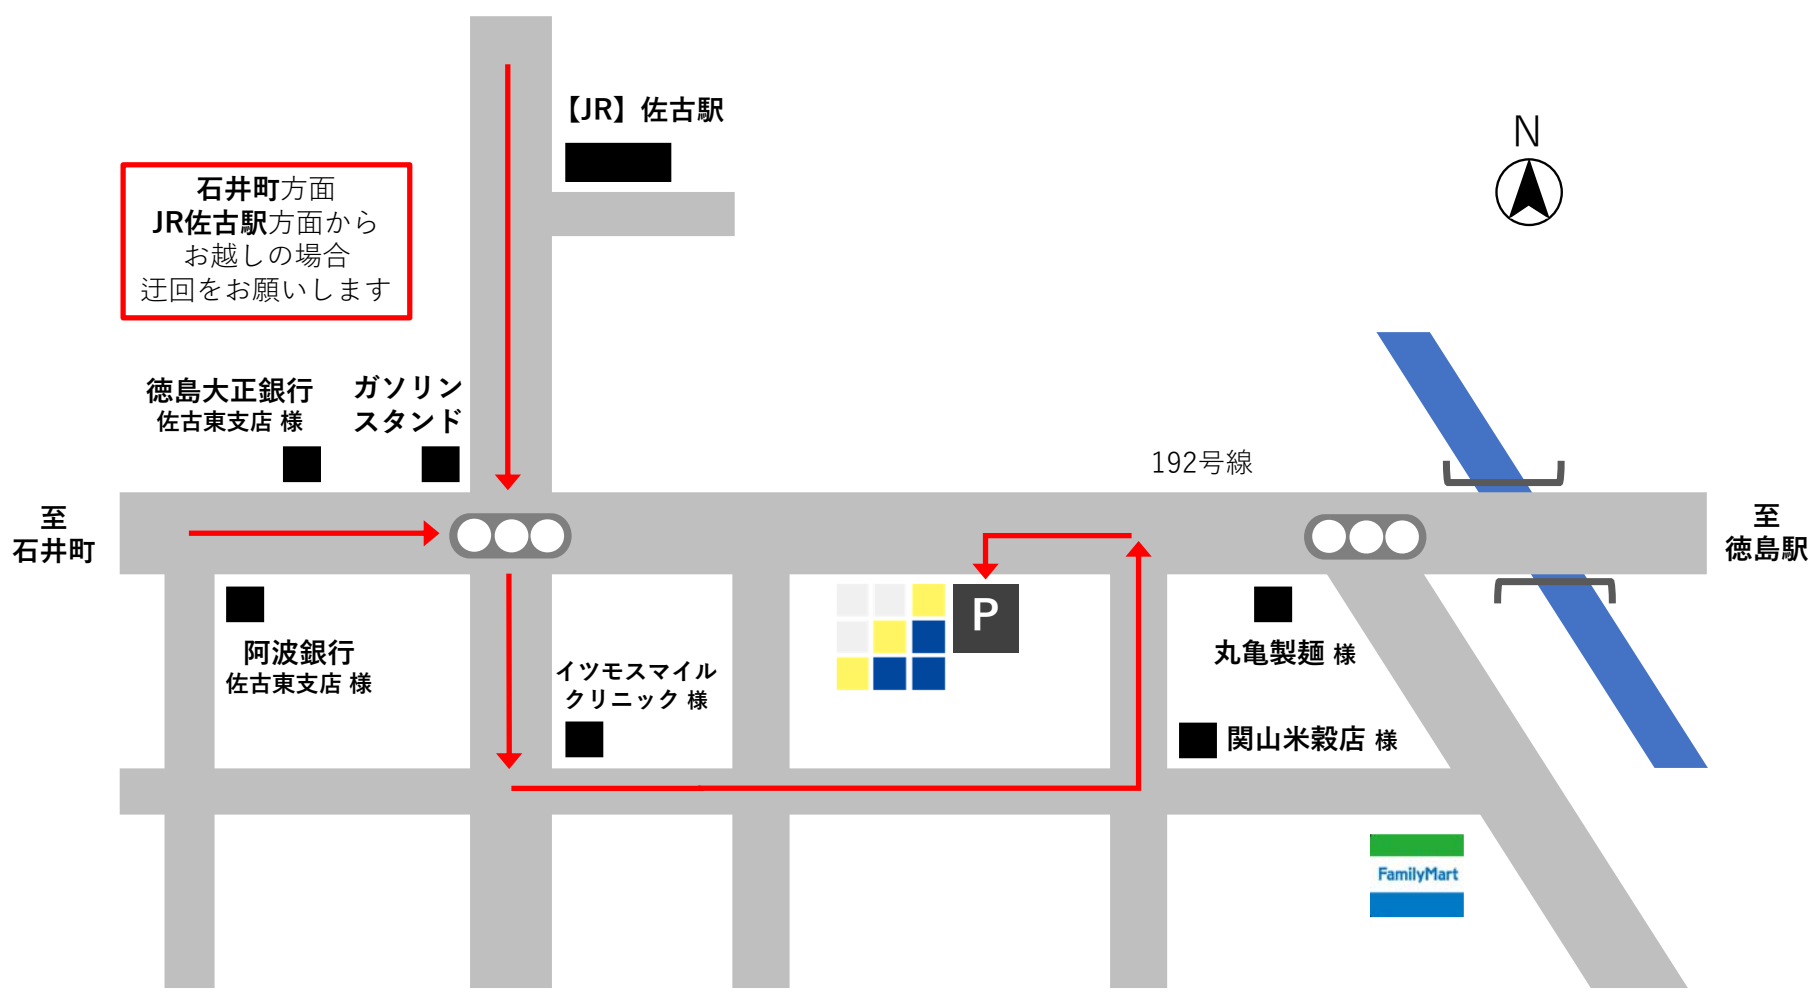 【JR】佐古駅
N
石井町方面
JR佐古駅方面から
お越しの場合
迂回をお願いします
徳島大正銀行
佐古東支店 様
ガソリン
スタンド
192号線
至
石井町
至
徳島駅
P
阿波銀行
佐古東支店 様
イツモスマイル
クリニック 様
丸亀製麺 様
関山米穀店 様
FamilyMart